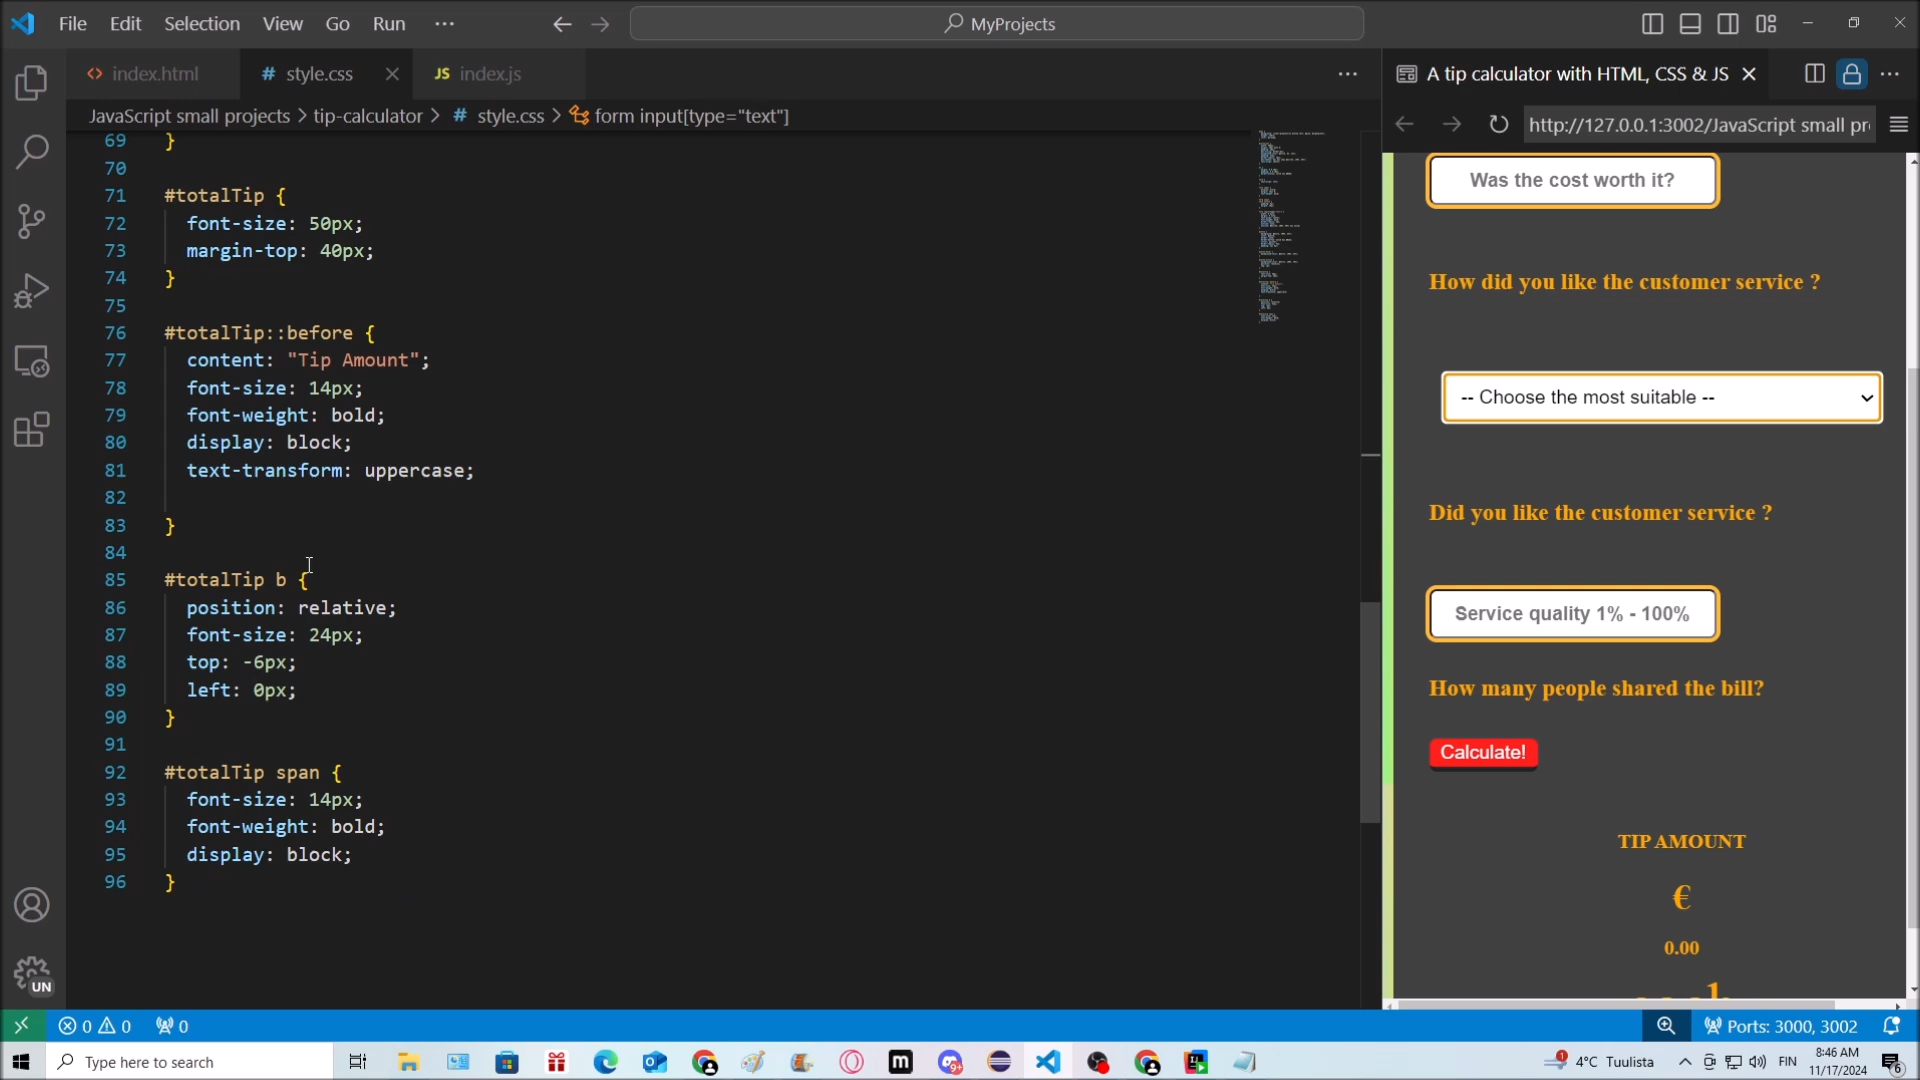 File Edit Selection View Go Run ···
MyProjects
<> index.html
# style.css
JS index.js
A tip calculator with HTML, CSS & JS
JavaScript small projects > tip-calculator > # style.css > form input[type="text"]
http://127.0.0.1:3002/JavaScript small pr
69 }
70
71 #totalTip {
72 font-size: 50px;
73 margin-top: 40px;
74 }
75
76 #totalTip::before {
77 content: "Tip Amount";
78 font-size: 14px;
79 font-weight: bold;
80 display: block;
81 text-transform: uppercase;
82
83 }
84
85 #totalTip b {
86 position: relative;
87 font-size: 24px;
88 top: -6px;
89 left: 0px;
90 }
91
92 #totalTip span {
93 font-size: 14px;
94 font-weight: bold;
95 display: block;
96 }
Was the cost worth it?
How did you like the customer service ?
-- Choose the most suitable --
Did you like the customer service ?
Service quality 1% - 100%
How many people shared the bill?
Calculate!
TIP AMOUNT
€
0.00
UN
0 0 0
Ports: 3000, 3002
Type here to search
m
9+
1
4°C Tuulista
FIN
8:46 AM
11/17/2024
6